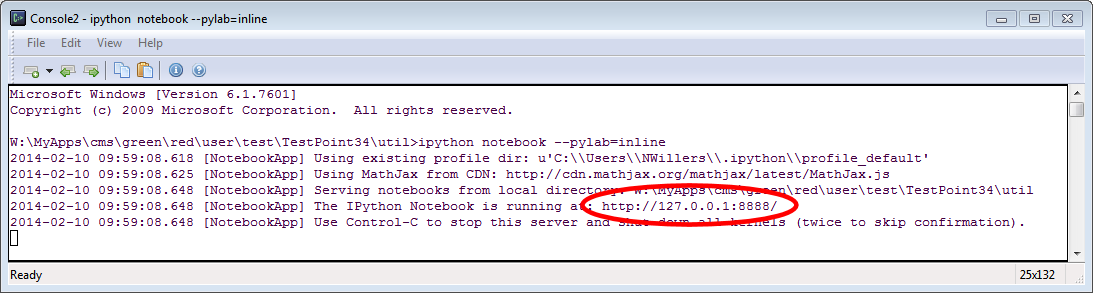 Console2 - ipython  notebook --pylab=inline
File Edit View Help
Microsoft Windows [Version 6.1.7601]
Copyright (c) 2009 Microsoft Corporation.  All rights reserved.
W:\MyApps\cms\green\red\user\test\TestPoint34\util>ipython notebook --pylab=inline
2014-02-10 09:59:08.618 [NotebookApp] Using existing profile dir: u'C:\\Users\\NWillers\\.ipython\\profile_default'
2014-02-10 09:59:08.625 [NotebookApp] Using MathJax from CDN: http://cdn.mathjax.org/mathjax/latest/MathJax.js
2014-02-10 09:59:08.648 [NotebookApp] Serving notebooks from local directory: W:\MyApps\cms\green\red\user\test\TestPoint34\util
2014-02-10 09:59:08.648 [NotebookApp] The IPython Notebook is running at: http://127.0.0.1:8888/
2014-02-10 09:59:08.648 [NotebookApp] Use Control-C to stop this server and shut down all kernels (twice to skip confirmation).
Ready 25x132